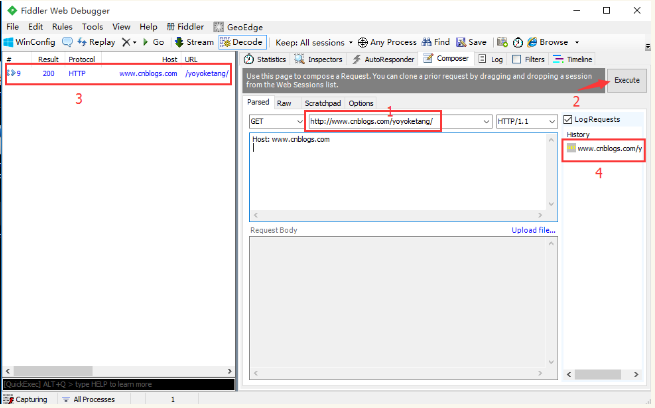 Fiddler Web Debugger
File Edit Rules Tools View Help Fiddler GeoEdge
WinConfig Replay Go Stream Decode Keep: All sessions Any Process Find Save Browse
# Result Protocol Host URL
9 200 HTTP www.cnblogs.com /yoyoketang/
3
Statistics Inspectors AutoResponder Composer Log Filters Timeline
Use this page to compose a Request. You can clone a prior request by dragging and dropping a session
from the Web Sessions list.
Execute
2
Parsed Raw Scratchpad Options
1
GET http://www.cnblogs.com/yoyoketang/ HTTP/1.1
Log Requests
Host: www.cnblogs.com
History
www.cnblogs.com/y
4
Request Body Upload file...
[QuickExec] ALT+Q > type HELP to learn more
Capturing All Processes 1